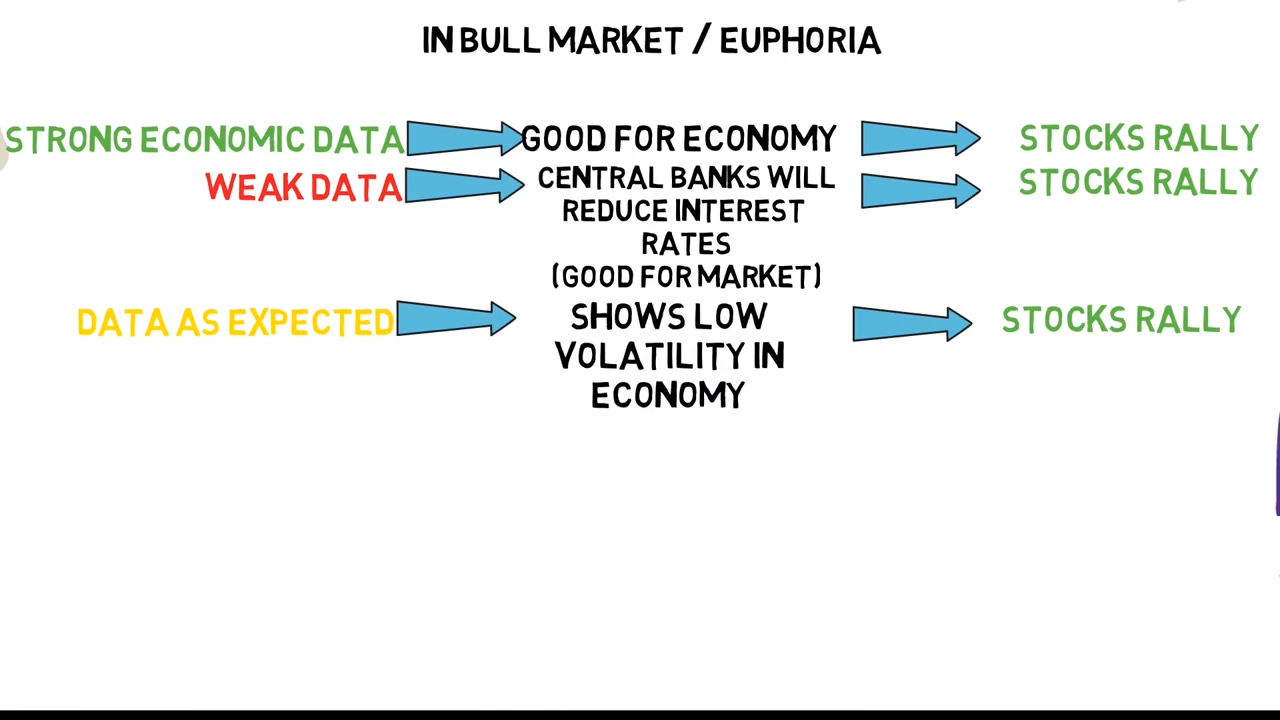 IN BULL MARKET / EUPHORIA
STRONG ECONOMIC DATA GOOD FOR ECONOMY STOCKS RALLY
WEAK DATA CENTRAL BANKS WILL STOCKS RALLY
REDUCE INTEREST
RATES
(GOOD FOR MARKET)
DATA AS EXPECTED SHOWS LOW STOCKS RALLY
VOLATILITY IN
ECONOMY